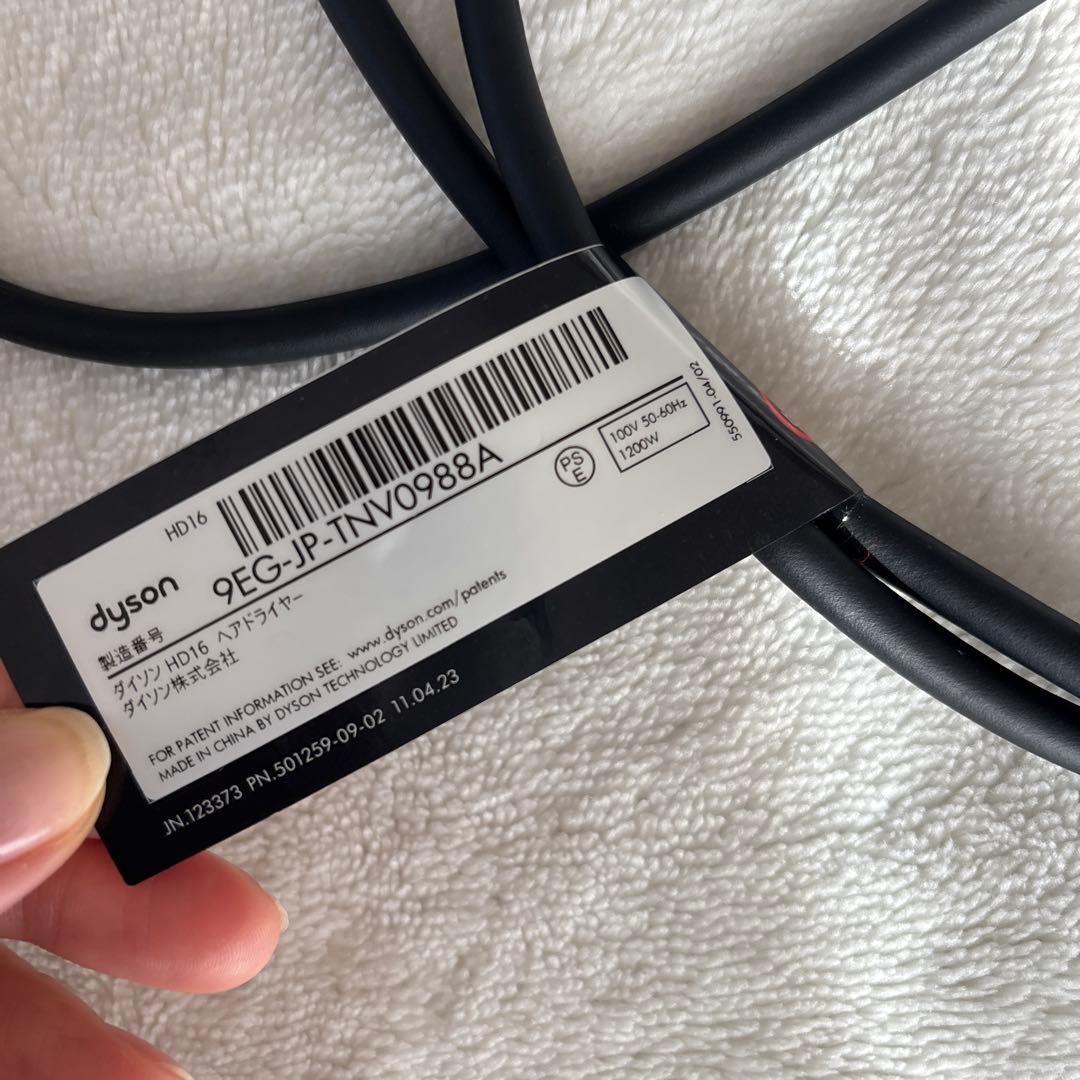 HD16
dyson
製造番号
9EG-JP-TNV0988A
ダイソン HD16 ヘアドライヤー
ダイソン株式会社
PS
E
100V 50-60Hz
1200W
550991-04/02
FOR PATENT INFORMATION SEE: www.dyson.com/patents
MADE IN CHINA BY DYSON TECHNOLOGY LIMITED
JN.123373 PN.501259-09-02 11.04.23